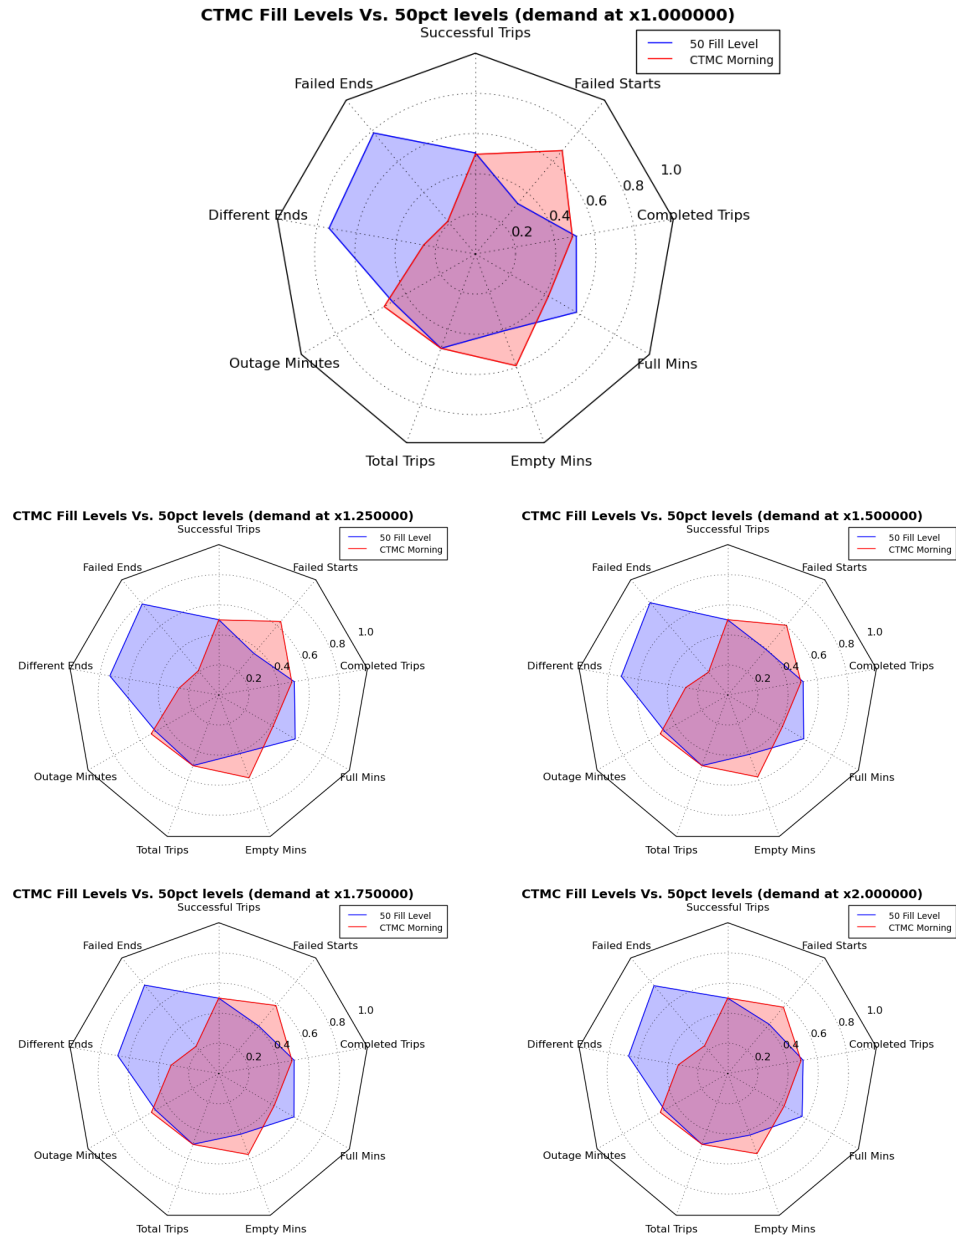 CTMC Fill Levels Vs. 50pct levels (demand at x1.000000)
Successful Trips
50 Fill Level
CTMC Morning
Failed Ends
Failed Starts
1.0
0.8
0.6
0.4
0.2
Different Ends
Completed Trips
Outage Minutes
Full Mins
Total Trips
Empty Mins
CTMC Fill Levels Vs. 50pct levels (demand at x1.250000)
Successful Trips
50 Fill Level
CTMC Morning
Failed Ends
Failed Starts
1.0
0.8
0.6
0.4
0.2
Different Ends
Completed Trips
Outage Minutes
Full Mins
Total Trips
Empty Mins
CTMC Fill Levels Vs. 50pct levels (demand at x1.500000)
Successful Trips
50 Fill Level
CTMC Morning
Failed Ends
Failed Starts
1.0
0.8
0.6
0.4
0.2
Different Ends
Completed Trips
Outage Minutes
Full Mins
Total Trips
Empty Mins
CTMC Fill Levels Vs. 50pct levels (demand at x1.750000)
Successful Trips
50 Fill Level
CTMC Morning
Failed Ends
Failed Starts
1.0
0.8
0.6
0.4
0.2
Different Ends
Completed Trips
Outage Minutes
Full Mins
Total Trips
Empty Mins
CTMC Fill Levels Vs. 50pct levels (demand at x2.000000)
Successful Trips
50 Fill Level
CTMC Morning
Failed Ends
Failed Starts
1.0
0.8
0.6
0.4
0.2
Different Ends
Completed Trips
Outage Minutes
Full Mins
Total Trips
Empty Mins